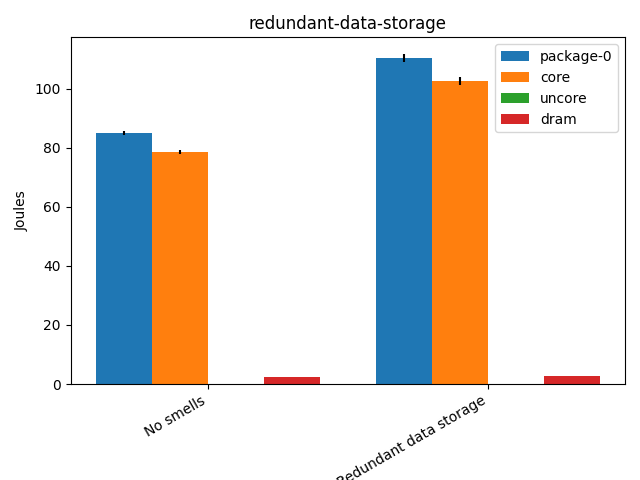 redundant-data-storage
package-0
core
uncore
dram
Joules
100
80
60
40
20
0
No smells
Redundant data storage